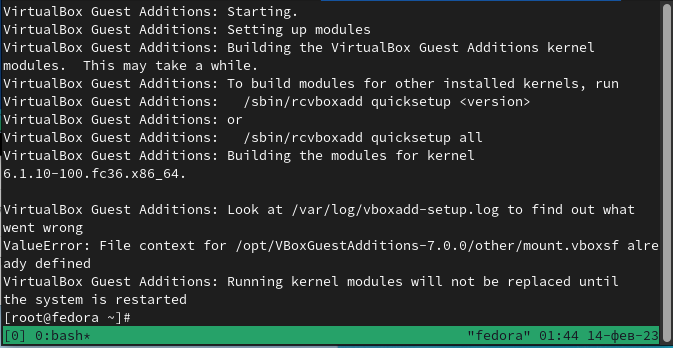 VirtualBox Guest Additions: Starting.
VirtualBox Guest Additions: Setting up modules
VirtualBox Guest Additions: Building the VirtualBox Guest Additions kernel
modules.  This may take a while.
VirtualBox Guest Additions: To build modules for other installed kernels, run
VirtualBox Guest Additions:   /sbin/rcvboxadd quicksetup <version>
VirtualBox Guest Additions: or
VirtualBox Guest Additions:   /sbin/rcvboxadd quicksetup all
VirtualBox Guest Additions: Building the modules for kernel
6.1.10-100.fc36.x86_64.

VirtualBox Guest Additions: Look at /var/log/vboxadd-setup.log to find out what
went wrong
ValueError: File context for /opt/VBoxGuestAdditions-7.0.0/other/mount.vboxsf alre
ady defined
VirtualBox Guest Additions: Running kernel modules will not be replaced until
the system is restarted
[root@fedora ~]#
[0] 0:bash* "fedora" 01:44 14-фев-23